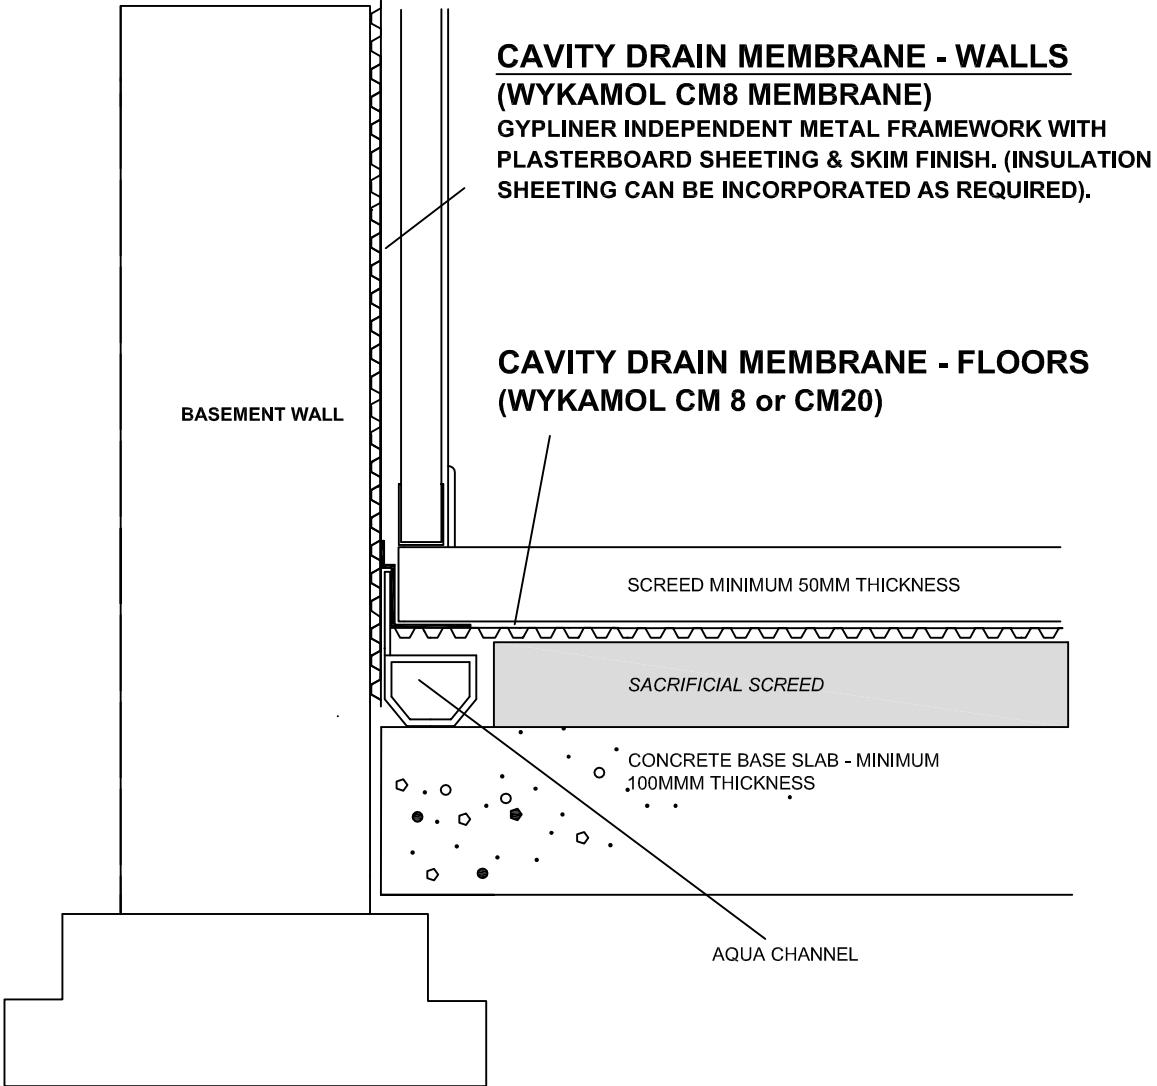 CAVITY DRAIN MEMBRANE - WALLS
(WYKAMOL CM8 MEMBRANE)
GYPLINER INDEPENDENT METAL FRAMEWORK WITH
PLASTERBOARD SHEETING & SKIM FINISH. (INSULATION
SHEETING CAN BE INCORPORATED AS REQUIRED).
CAVITY DRAIN MEMBRANE - FLOORS
(WYKAMOL CM 8 or CM20)
BASEMENT WALL
SCREED MINIMUM 50MM THICKNESS
SACRIFICIAL SCREED
CONCRETE BASE SLAB - MINIMUM
100MMM THICKNESS
AQUA CHANNEL